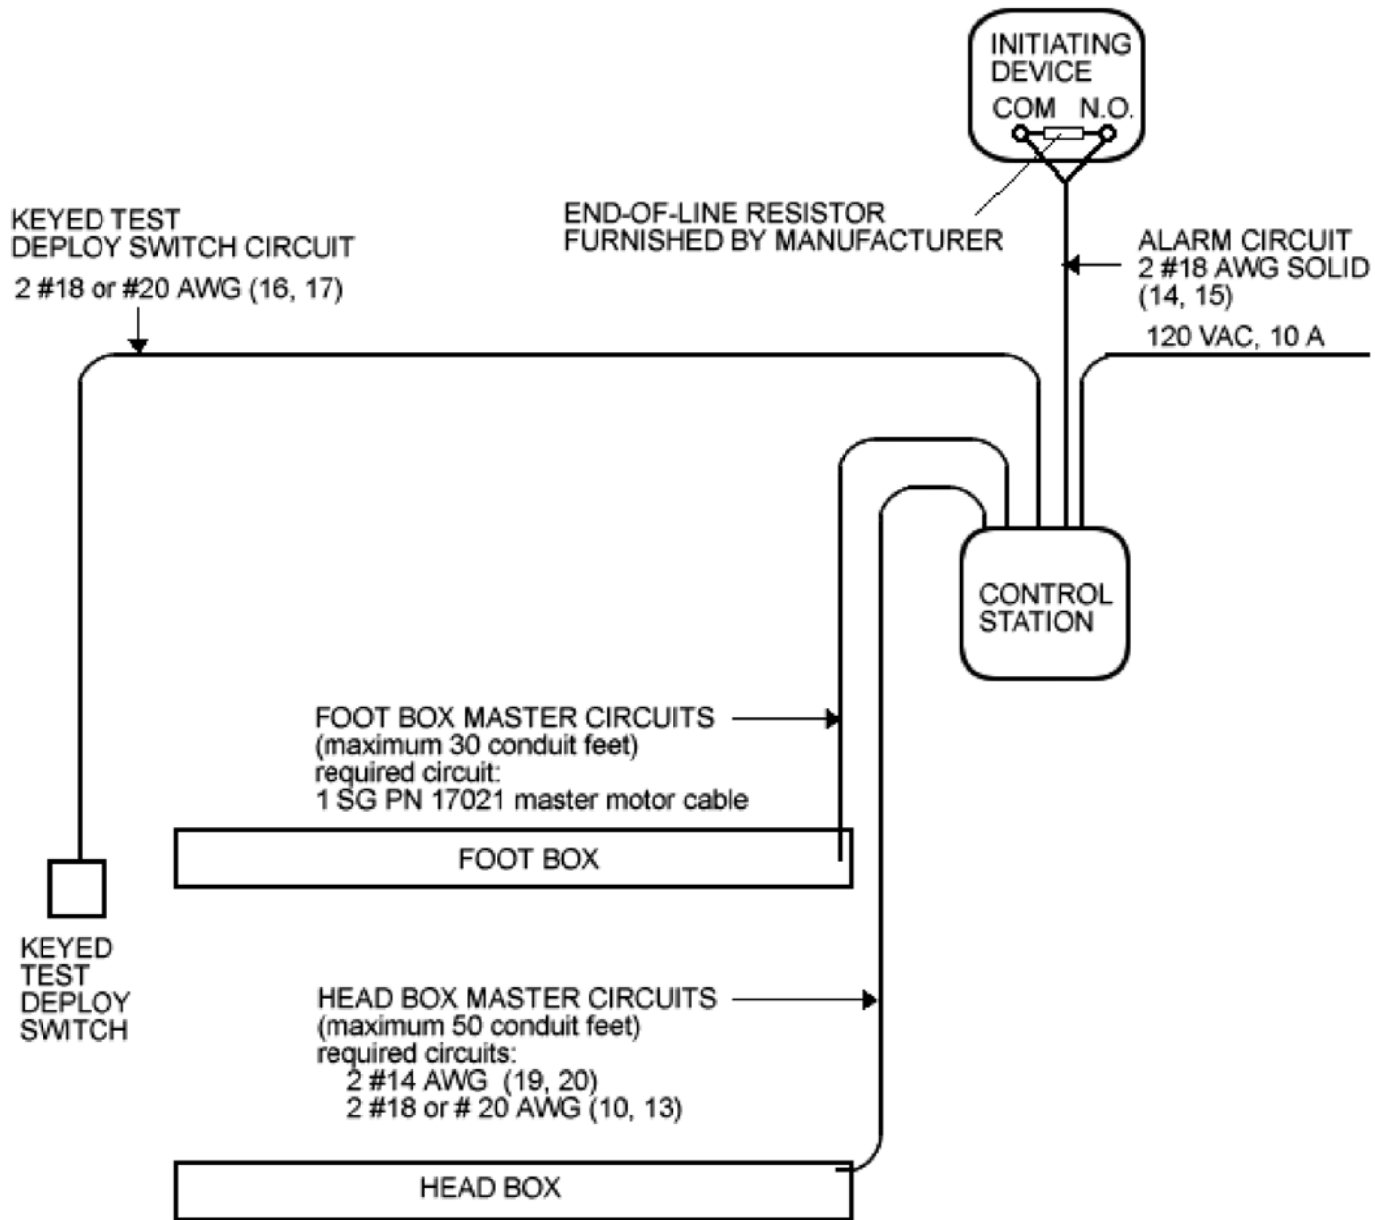 INITIATING
DEVICE
COM N.O.
KEYED TEST
DEPLOY SWITCH CIRCUIT
2 #18 or #20 AWG (16, 17)
END-OF-LINE RESISTOR
FURNISHED BY MANUFACTURER
ALARM CIRCUIT
2 #18 AWG SOLID
(14, 15)
120 VAC, 10 A
CONTROL
STATION
FOOT BOX MASTER CIRCUITS
(maximum 30 conduit feet)
required circuit:
1 SG PN 17021 master motor cable
FOOT BOX
KEYED
TEST
DEPLOY
SWITCH
HEAD BOX MASTER CIRCUITS
(maximum 50 conduit feet)
required circuits:
2 #14 AWG (19, 20)
2 #18 or # 20 AWG (10, 13)
HEAD BOX